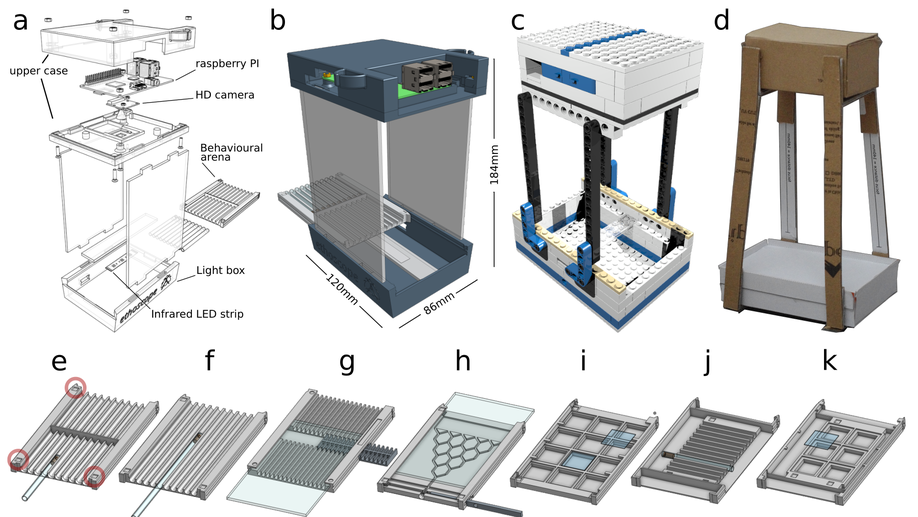 a
b
c
d
upper case
raspberry PI
HD camera
Behavioural
arena
Light box
Infrared LED strip
ethoscope
184mm
120mm
86mm
e
f
g
h
i
j
k